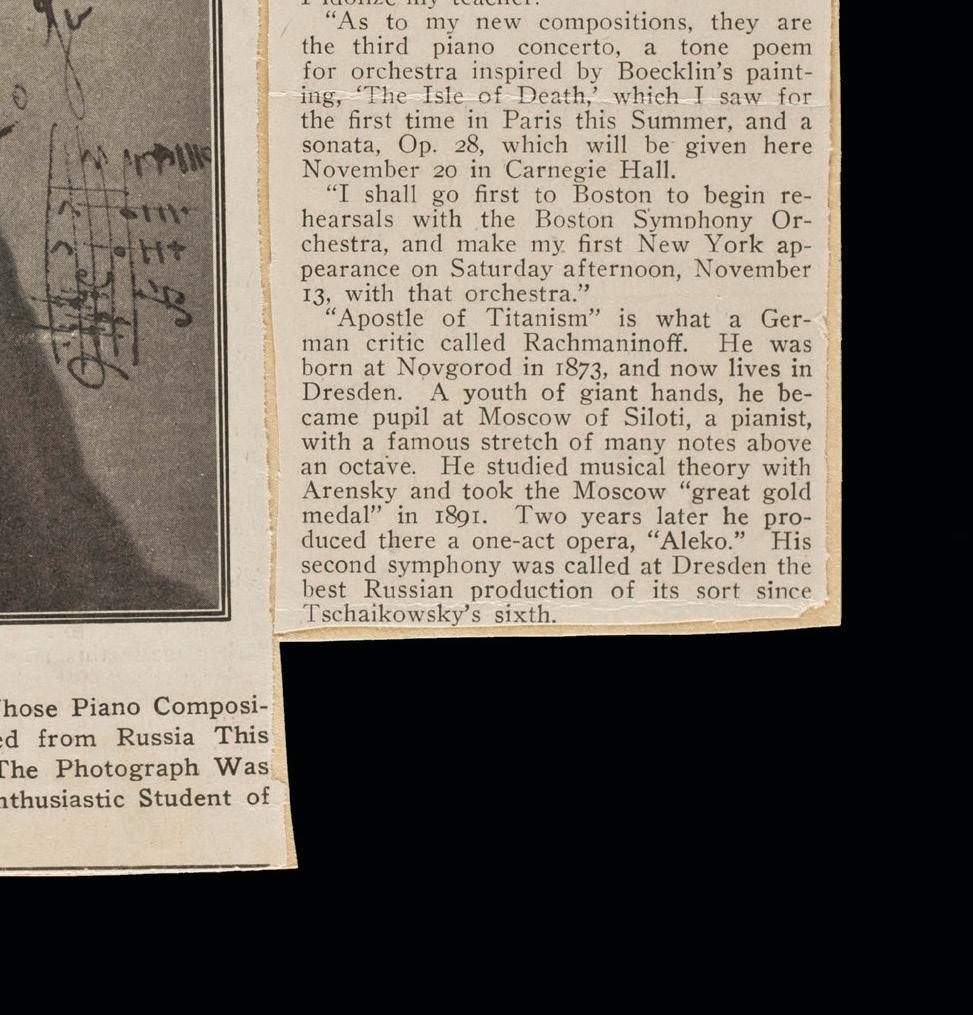 I idolize my teacher.
"As to my new compositions, they are
the third piano concerto, a tone poem
for orchestra inspired by Boecklin's paint-
ing, 'The Isle of Death,' which I saw for
the first time in Paris this Summer, and a
sonata, Op. 28, which will be given here
November 20 in Carnegie Hall.
"I shall go first to Boston to begin re-
hearsals with the Boston Symphony Or-
chestra, and make my first New York ap-
pearance on Saturday afternoon, November
13, with that orchestra."
"Apostle of Titanism" is what a Ger-
man critic called Rachmaninoff. He was
born at Novgorod in 1873, and now lives in
Dresden. A youth of giant hands, he be-
came pupil at Moscow of Siloti, a pianist,
with a famous stretch of many notes above
an octave. He studied musical theory with
Arensky and took the Moscow "great gold
medal" in 1891. Two years later he pro-
duced there a one-act opera, "Aleko." His
second symphony was called at Dresden the
best Russian production of its sort since
Tschaikowsky's sixth.
hose Piano Composi-
ed from Russia This
The Photograph Was
nthusiastic Student of